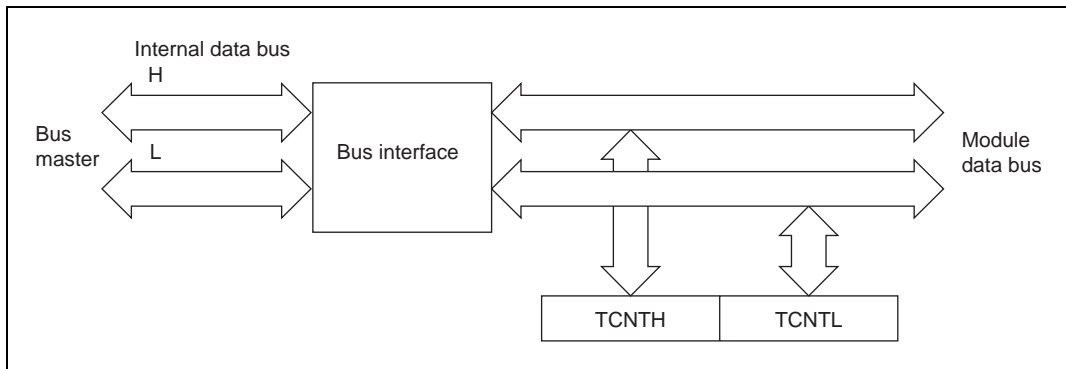 Internal data bus
H
Bus
master
L
Bus interface
Module
data bus
TCNTH
TCNTL